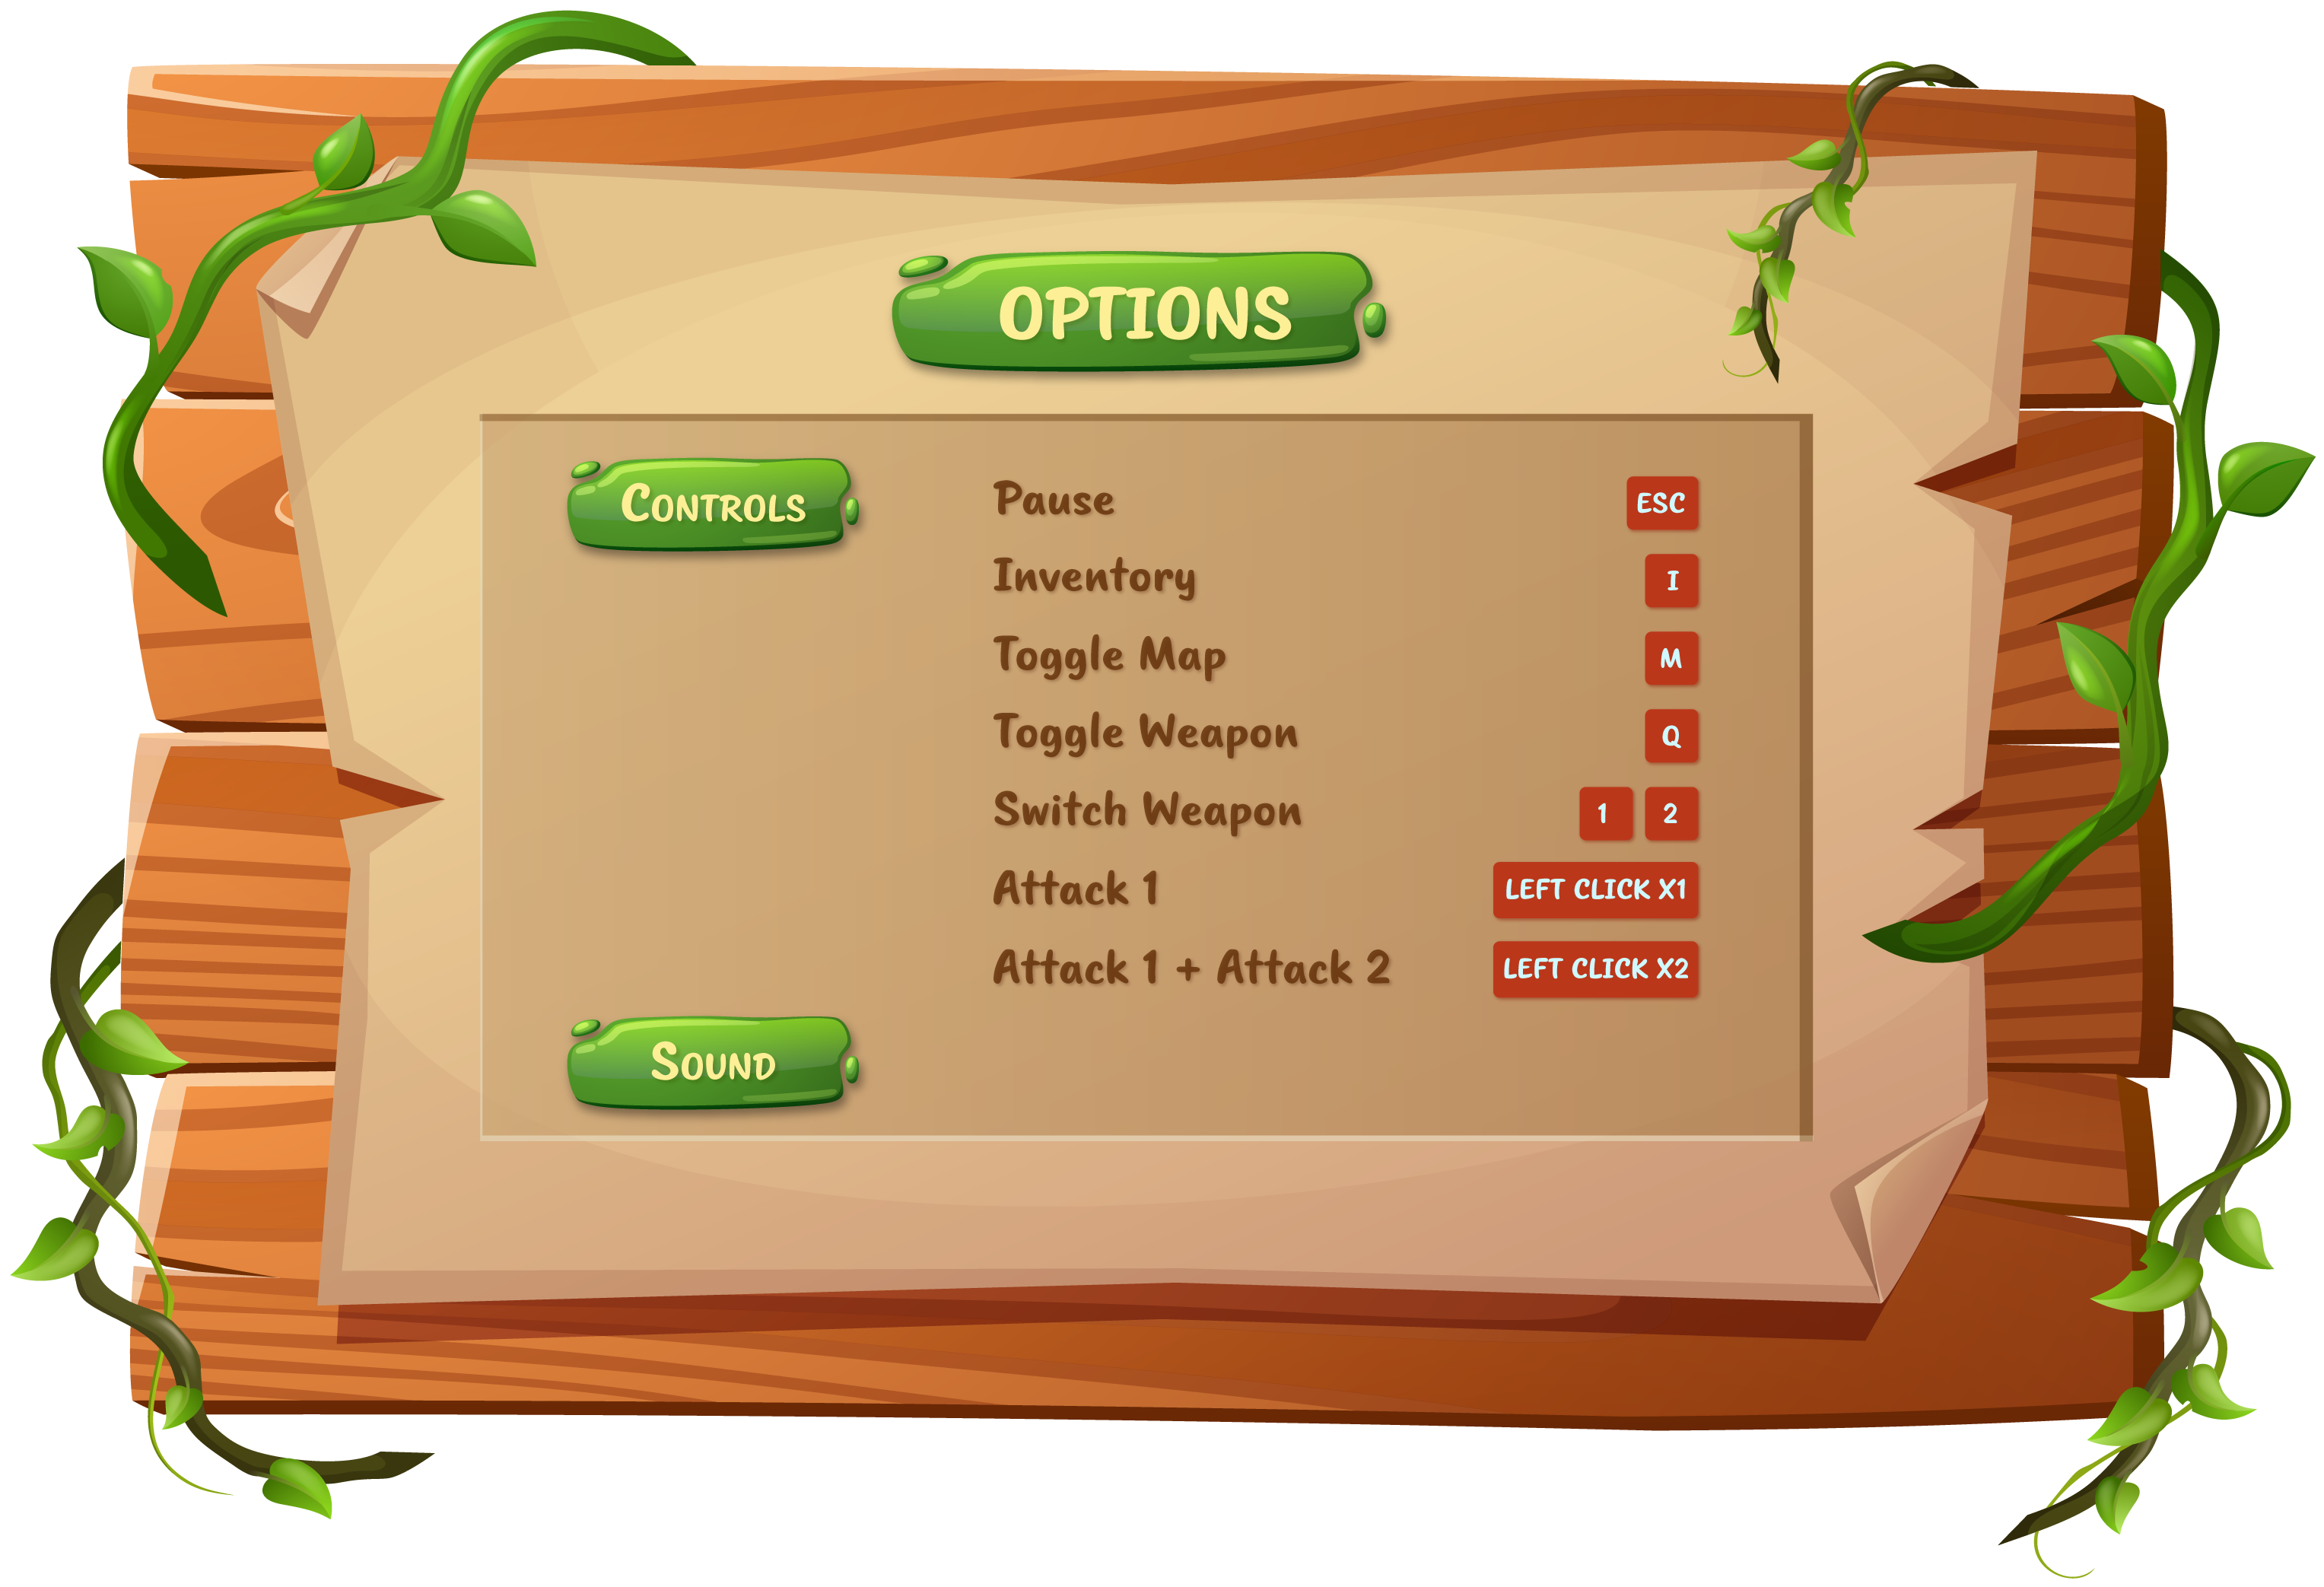 OPTIONS
CONTROLS
Pause ESC
Inventory I
Toggle Map M
Toggle Weapon Q
Switch Weapon 1 2
Attack 1 LEFT CLICK X1
Attack 1 + Attack 2 LEFT CLICK X2
SOUND